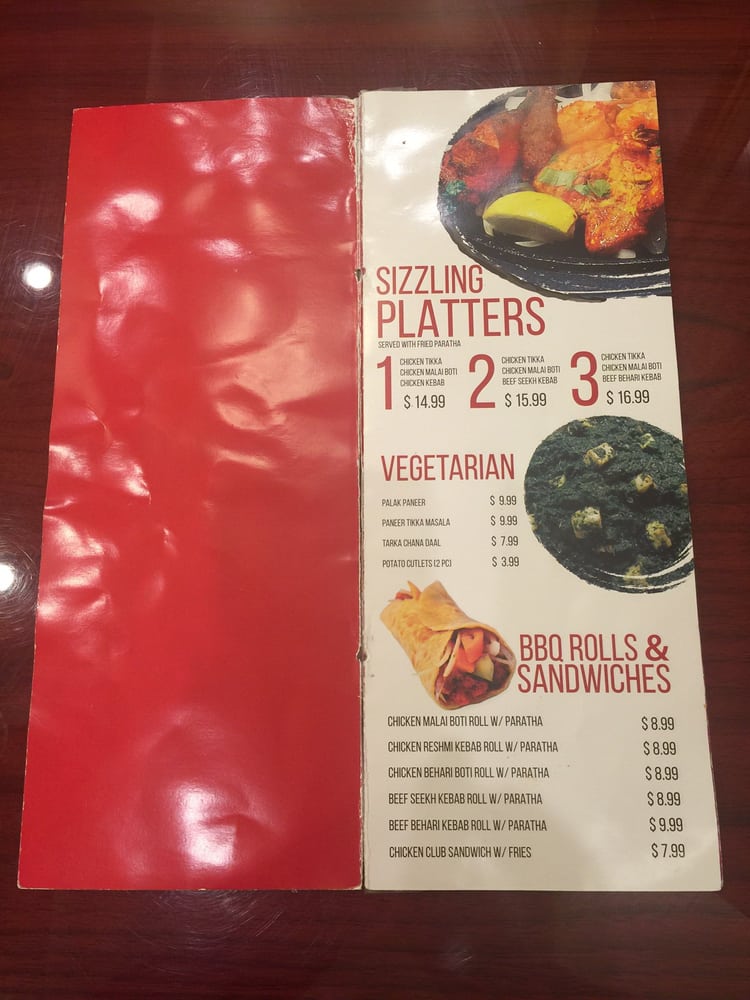 SIZZLING
PLATTERS
SERVED WITH FRIED PARATHA
1
CHICKEN TIKKA
CHICKEN MALAI BOTI
CHICKEN KEBAB
$ 14.99
2
CHICKEN TIKKA
CHICKEN MALAI BOTI
BEEF SEEKH KEBAB
$ 15.99
3
CHICKEN TIKKA
CHICKEN MALAI BOTI
BEEF BEHARI KEBAB
$ 16.99
VEGETARIAN
PALAK PANEER $ 9.99
PANEER TIKKA MASALA $ 9.99
TARKA CHANA DAAL $ 7.99
POTATO CUTLETS (2 PC) $ 3.99
BBQ ROLLS &
SANDWICHES
CHICKEN MALAI BOTI ROLL W/ PARATHA $ 8.99
CHICKEN RESHMI KEBAB ROLL W/ PARATHA $ 8.99
CHICKEN BEHARI BOTI ROLL W/ PARATHA $ 8.99
BEEF SEEKH KEBAB ROLL W/ PARATHA $ 8.99
BEEF BEHARI KEBAB ROLL W/ PARATHA $ 9.99
CHICKEN CLUB SANDWICH W/ FRIES $ 7.99